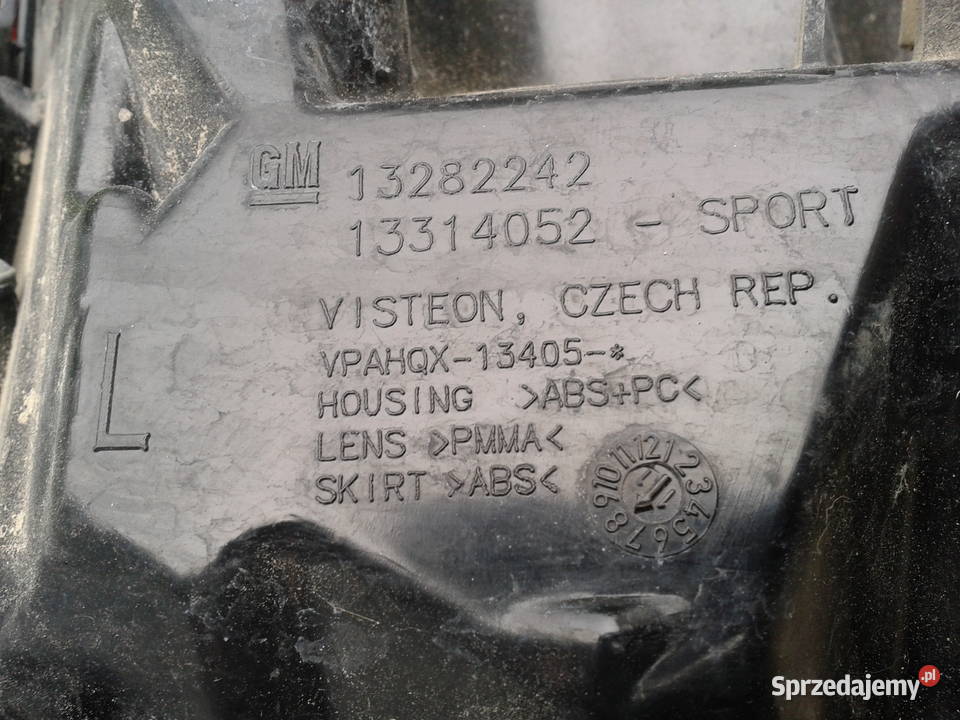 GM 13282242
13314052 - SPORT
VISTEON, CZECH REP.
VPAHQX-13405-*
HOUSING >ABS+PC<
L
LENS >PMMA<
SKIRT >ABS<
1 2 3 4 5 6 7 8 9 10 11 12
Sprzedajemy.pl